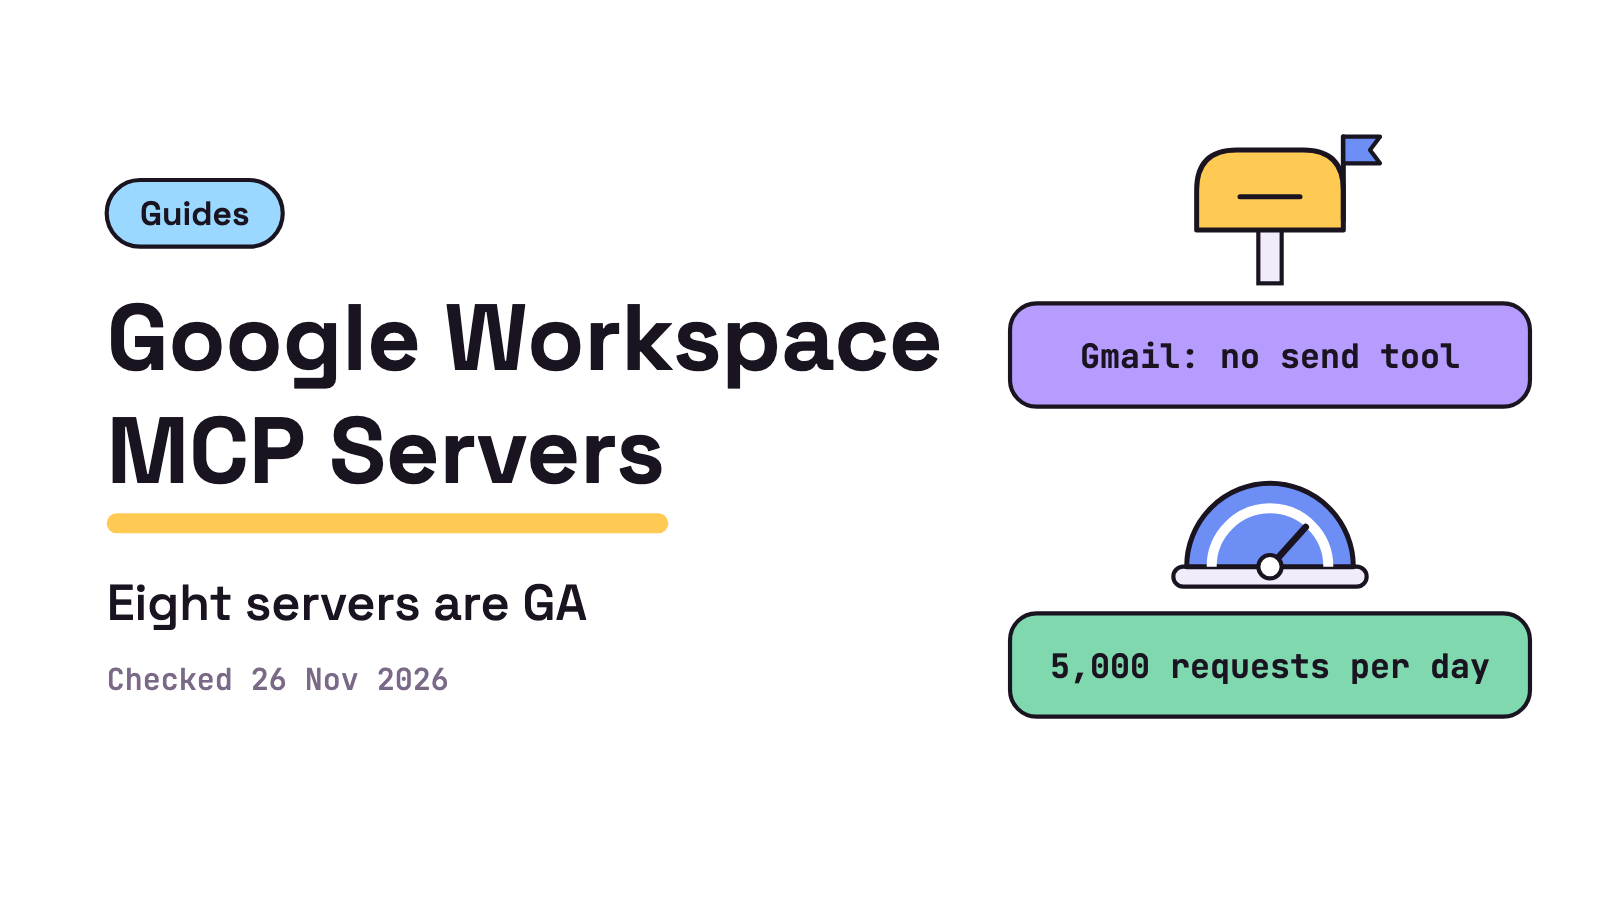 Guides
Google Workspace
MCP Servers
Eight servers are GA
Checked 26 Nov 2026
Gmail: no send tool
5,000 requests per day